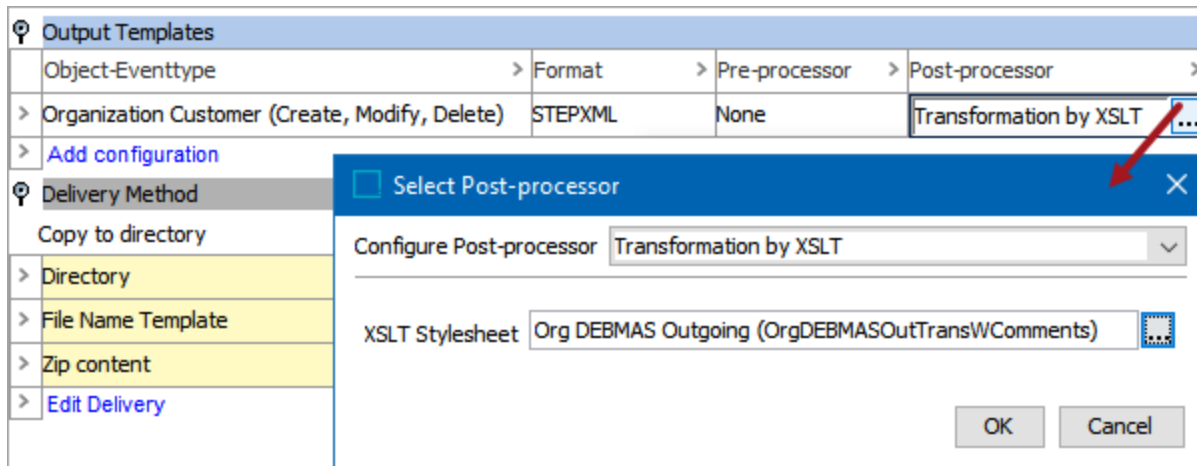 Output Templates
Object-Eventtype > Format > Pre-processor > Post-processor >
> Organization Customer (Create, Modify, Delete) STEPXML None Transformation by XSLT ...
> Add configuration
Delivery Method
Copy to directory
> Directory
> File Name Template
> Zip content
> Edit Delivery
Select Post-processor
Configure Post-processor Transformation by XSLT
XSLT Stylesheet Org DEBMAS Outgoing (OrgDEBMASOutTransWComments) ...
OK Cancel